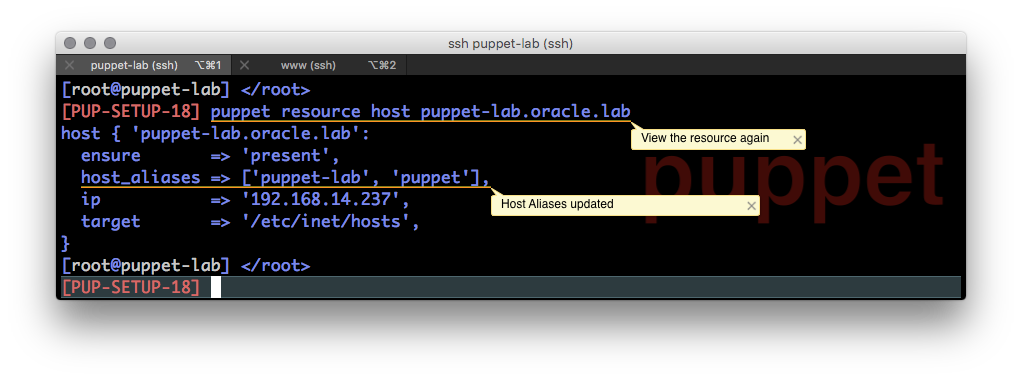 ssh puppet-lab (ssh)
puppet-lab (ssh) ⌥⌘1 www (ssh) ⌥⌘2
[root@puppet-lab] </root>
[PUP-SETUP-18] puppet resource host puppet-lab.oracle.lab
View the resource again
host { 'puppet-lab.oracle.lab':
  ensure       => 'present',
  host_aliases => ['puppet-lab', 'puppet'],
Host Aliases updated
  ip           => '192.168.14.237',
  target       => '/etc/inet/hosts',
}
[root@puppet-lab] </root>
[PUP-SETUP-18]
puppet